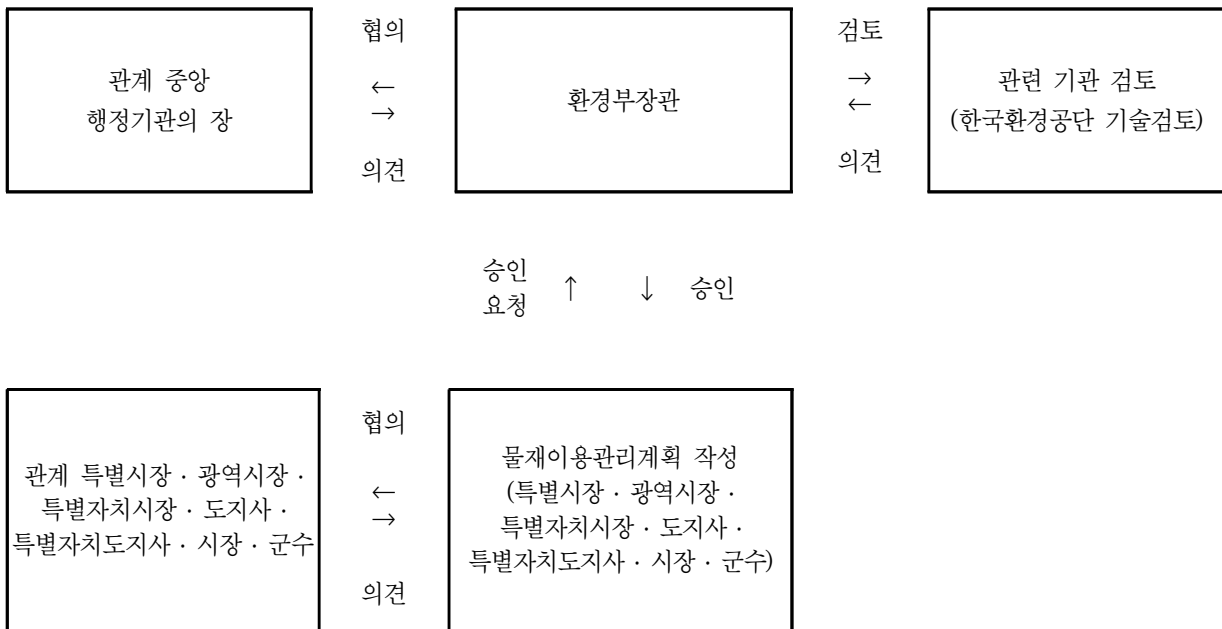 협의
관계 중앙
행정기관의 장
←
→
의견
환경부장관
검토
→
←
의견
관련 기관 검토
(한국환경공단 기술검토)
승인
요청
↑
↓
승인
관계 특별시장 · 광역시장 ·
특별자치시장 · 도지사 ·
특별자치도지사 · 시장 · 군수
협의
←
→
의견
물재이용관리계획 작성
(특별시장 · 광역시장 ·
특별자치시장 · 도지사 ·
특별자치도지사 · 시장 · 군수)